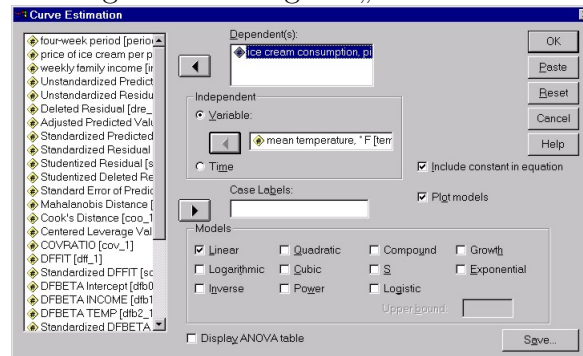 Curve Estimation
four-week period [perio
price of ice cream per p
weekly family income [i
Unstandardized Predict
Unstandardized Residu
Deleted Residual [dre_
Adjusted Predicted Valu
Standardized Predicted
Standardized Residual
Studentized Residual [s
Studentized Deleted Re
Standard Error of Predic
Mahalanobis Distance [
Cook's Distance [coo_1
Centered Leverage Val
COVRATIO [cov_1]
DFFIT [dff_1]
Standardized DFFIT [sd
DFBETA Intercept [dfb0
DFBETA INCOME [dfb1
DFBETA TEMP [dfb2_1
Standardized DFBETA
Dependent(s):
ice cream consumption, pi
Independent
Variable:
mean temperature, °F [tem
Time
Include constant in equation
Case Labels:
Plot models
Models
Linear Quadratic Compound Growth
Logarithmic Cubic S Exponential
Inverse Power Logistic
Upper bound:
Display ANOVA table
OK
Paste
Reset
Cancel
Help
Save...